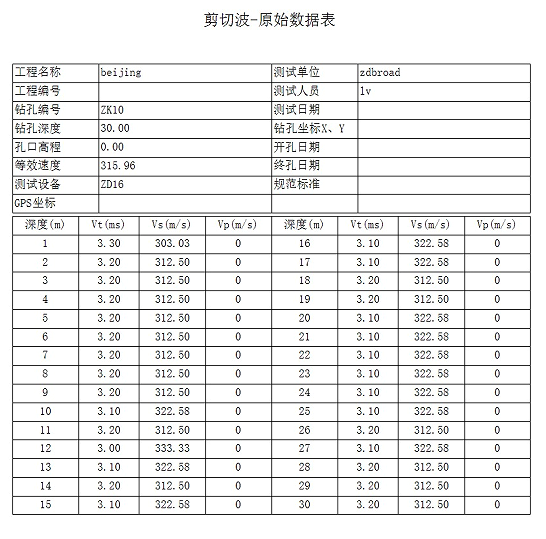 剪切波-原始数据表
工程名称 beijing 测试单位 zdbroad
工程编号 测试人员 lv
钻孔编号 ZK10 测试日期
钻孔深度 30.00 钻孔坐标X、Y
孔口高程 0.00 开孔日期
等效速度 315.96 终孔日期
测试设备 ZD16 规范标准
GPS坐标
深度(m) Vt(ms) Vs(m/s) Vp(m/s) 深度(m) Vt(ms) Vs(m/s) Vp(m/s)
1 3.30 303.03 0 16 3.10 322.58 0
2 3.20 312.50 0 17 3.10 322.58 0
3 3.20 312.50 0 18 3.20 312.50 0
4 3.20 312.50 0 19 3.20 312.50 0
5 3.20 312.50 0 20 3.10 322.58 0
6 3.20 312.50 0 21 3.10 322.58 0
7 3.20 312.50 0 22 3.10 322.58 0
8 3.20 312.50 0 23 3.10 322.58 0
9 3.20 312.50 0 24 3.10 322.58 0
10 3.10 322.58 0 25 3.10 322.58 0
11 3.20 312.50 0 26 3.20 312.50 0
12 3.00 333.33 0 27 3.10 322.58 0
13 3.10 322.58 0 28 3.20 312.50 0
14 3.20 312.50 0 29 3.20 312.50 0
15 3.10 322.58 0 30 3.20 312.50 0